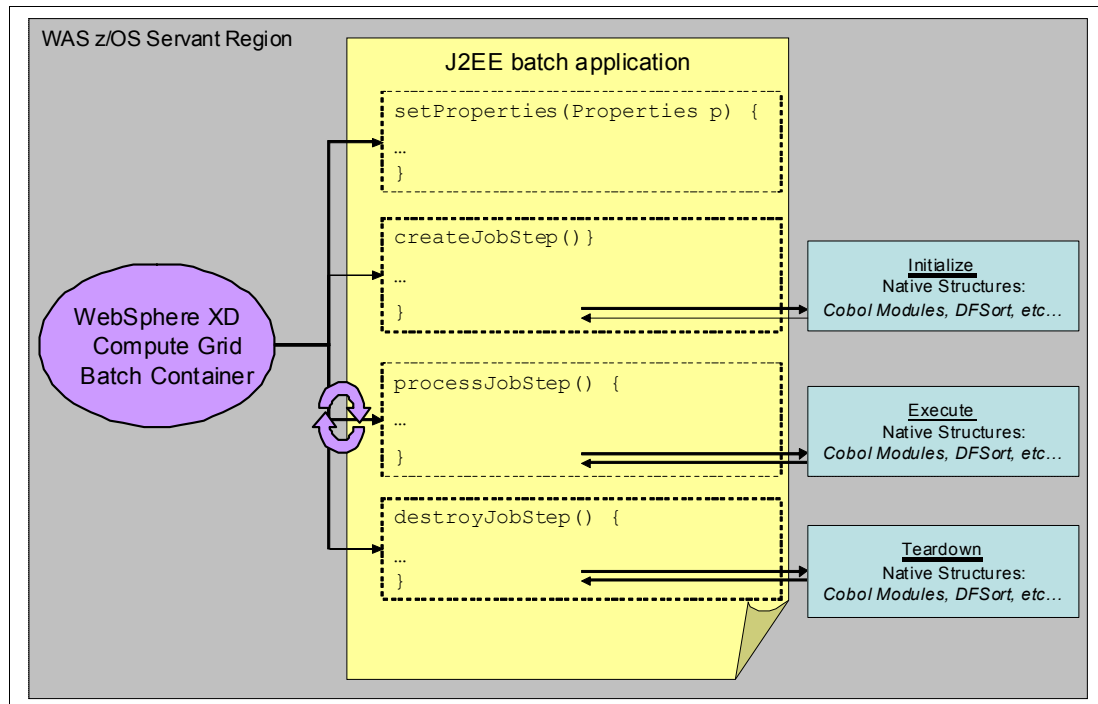 WAS z/OS Servant Region
J2EE batch application
setProperties(Properties p) {
…
}
createJobStep()}
…
}
Initialize
Native Structures:
Cobol Modules, DFSort, etc…
WebSphere XD
Compute Grid
Batch Container
processJobStep() {
…
}
Execute
Native Structures:
Cobol Modules, DFSort, etc…
destroyJobStep() {
…
}
Teardown
Native Structures:
Cobol Modules, DFSort, etc…